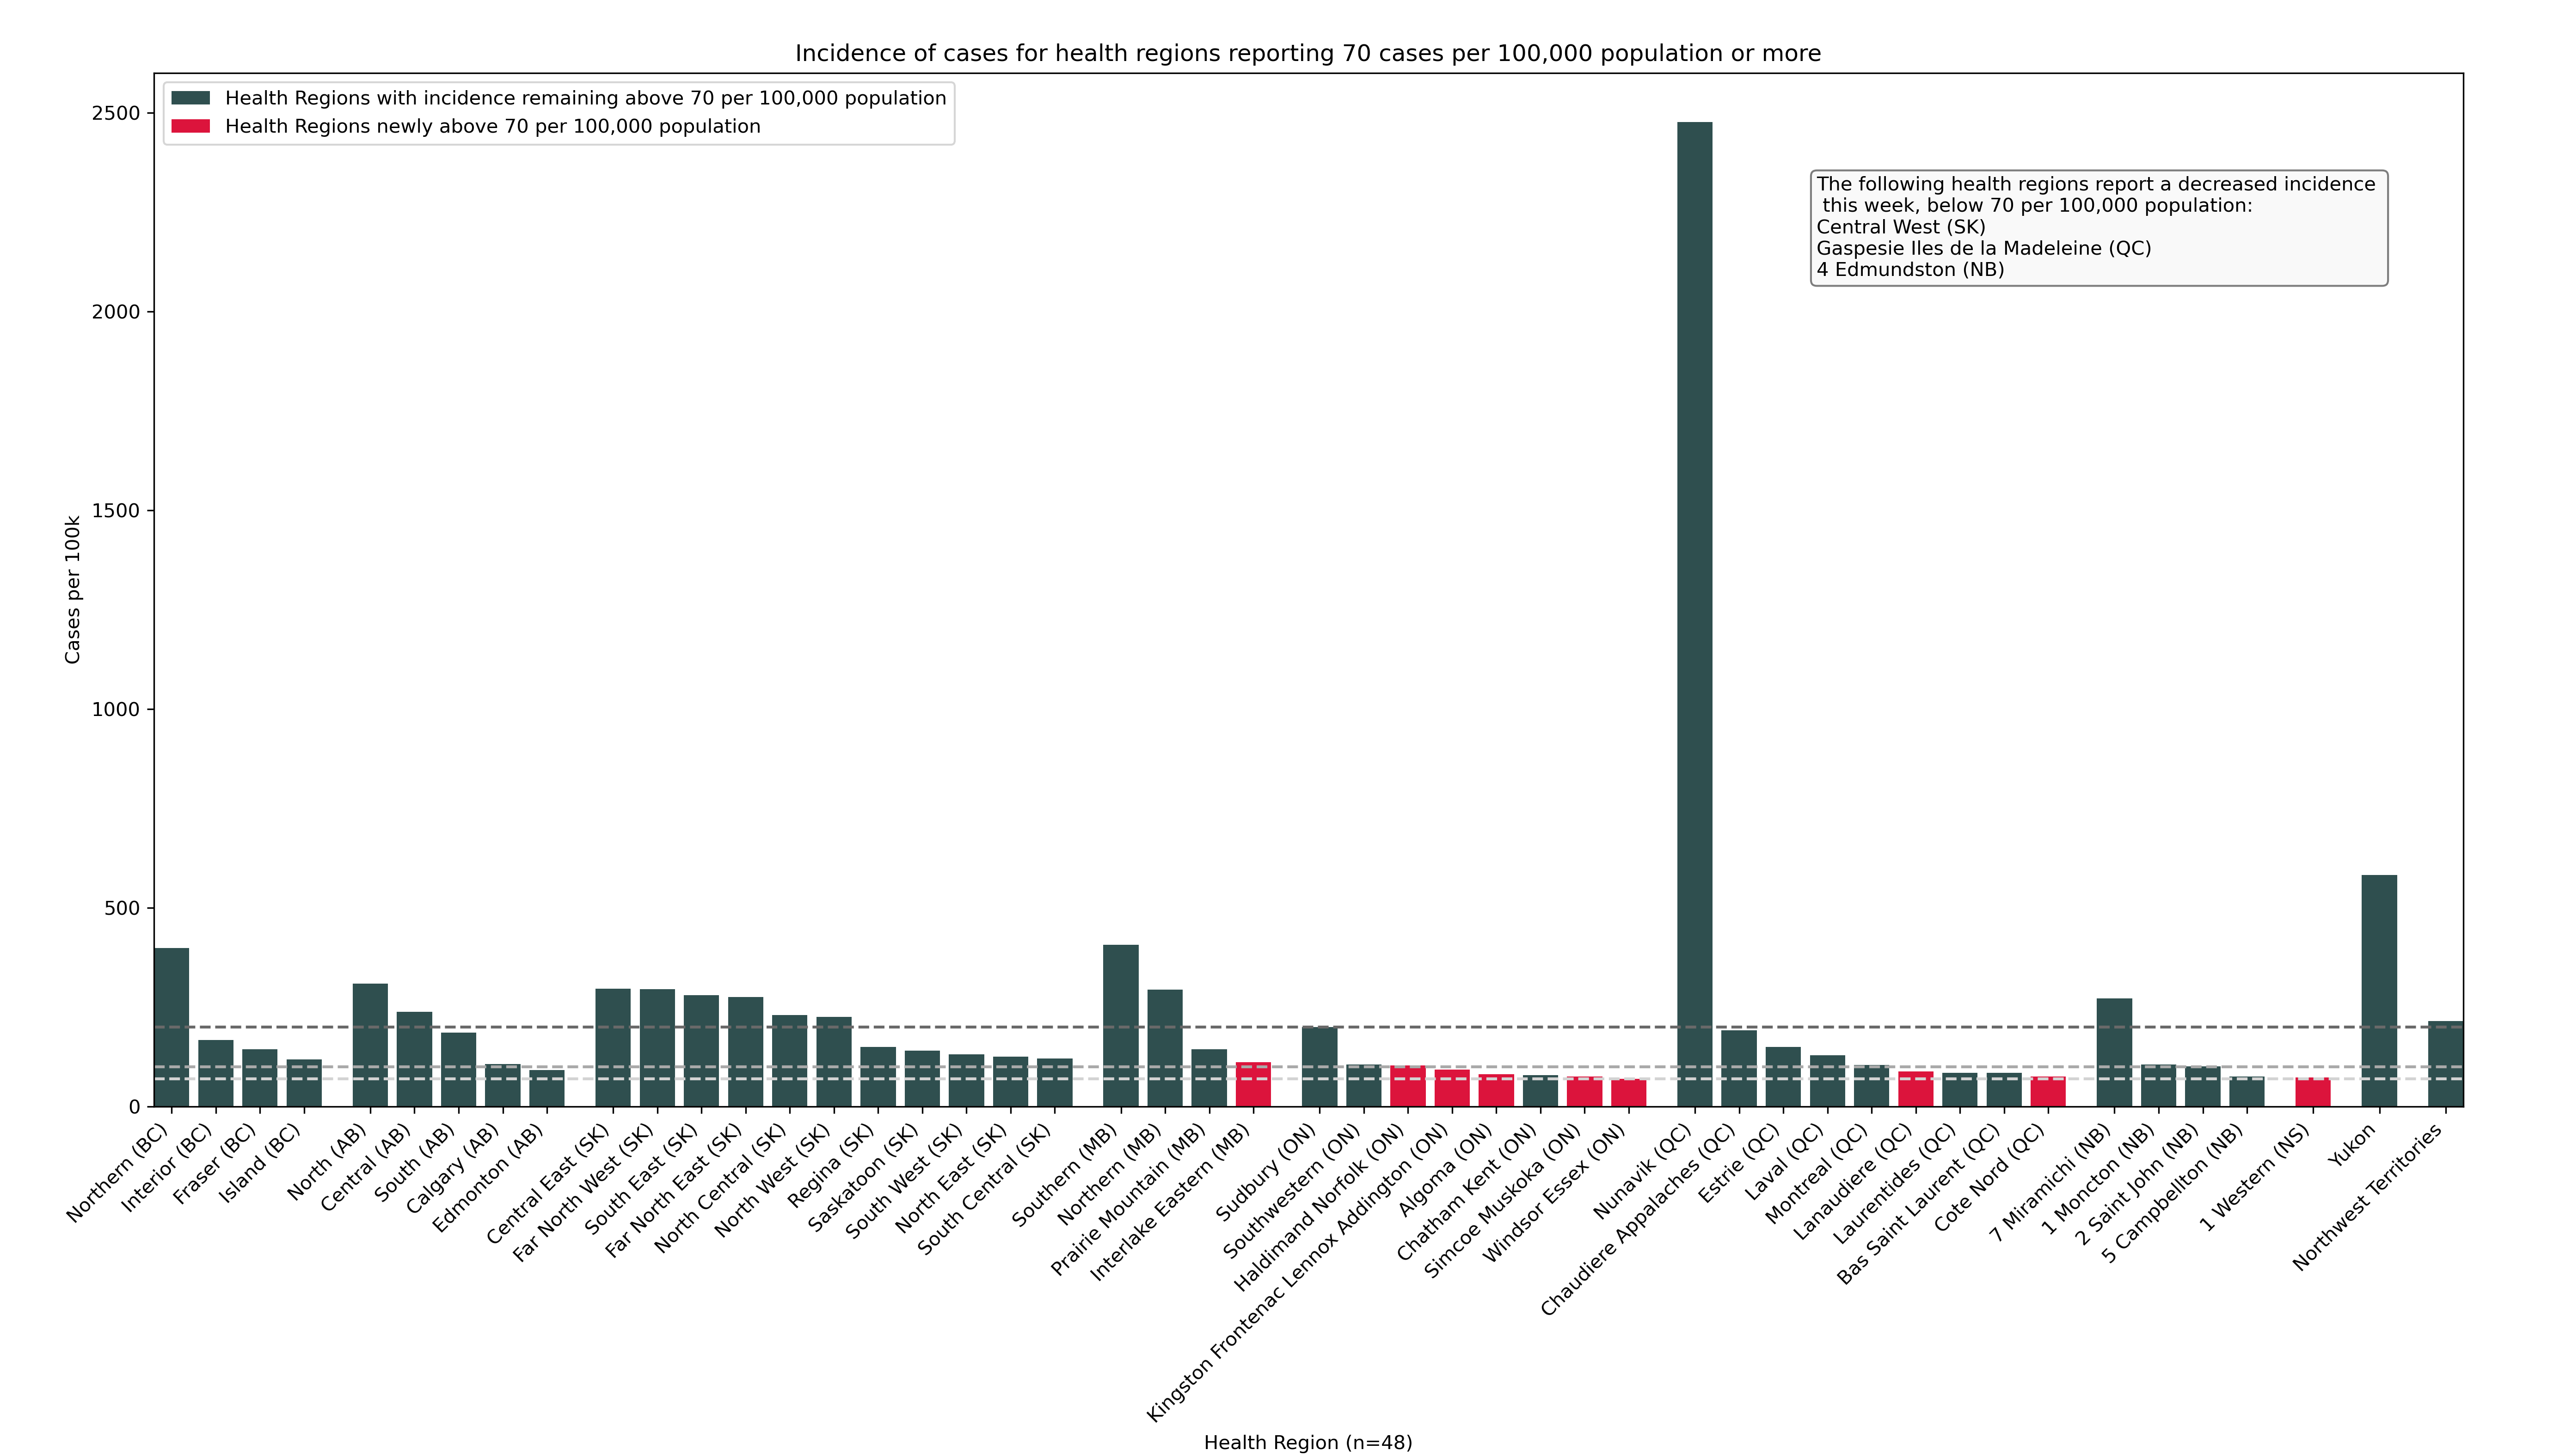 Incidence of cases for health regions reporting 70 cases per 100,000 population or more
Health Regions with incidence remaining above 70 per 100,000 population
Health Regions newly above 70 per 100,000 population
The following health regions report a decreased incidence
this week, below 70 per 100,000 population:
Central West (SK)
Gaspesie Iles de la Madeleine (QC)
4 Edmundston (NB)
Cases per 100k
2500
2000
1500
1000
500
0
Northern (BC)
Interior (BC)
Fraser (BC)
Island (BC)
North (AB)
Central (AB)
South (AB)
Calgary (AB)
Edmonton (AB)
Central East (SK)
Far North West (SK)
South East (SK)
Far North East (SK)
North Central (SK)
North West (SK)
Regina (SK)
Saskatoon (SK)
South West (SK)
North East (SK)
South Central (SK)
Southern (MB)
Northern (MB)
Prairie Mountain (MB)
Interlake Eastern (MB)
Sudbury (ON)
Southwestern (ON)
Haldimand Norfolk (ON)
Kingston Frontenac Lennox Addington (ON)
Algoma (ON)
Chatham Kent (ON)
Simcoe Muskoka (ON)
Windsor Essex (ON)
Nunavik (QC)
Chaudiere Appalaches (QC)
Estrie (QC)
Laval (QC)
Montreal (QC)
Lanaudiere (QC)
Laurentides (QC)
Bas Saint Laurent (QC)
Cote Nord (QC)
7 Miramichi (NB)
1 Moncton (NB)
2 Saint John (NB)
5 Campbellton (NB)
1 Western (NS)
Yukon
Northwest Territories
Health Region (n=48)